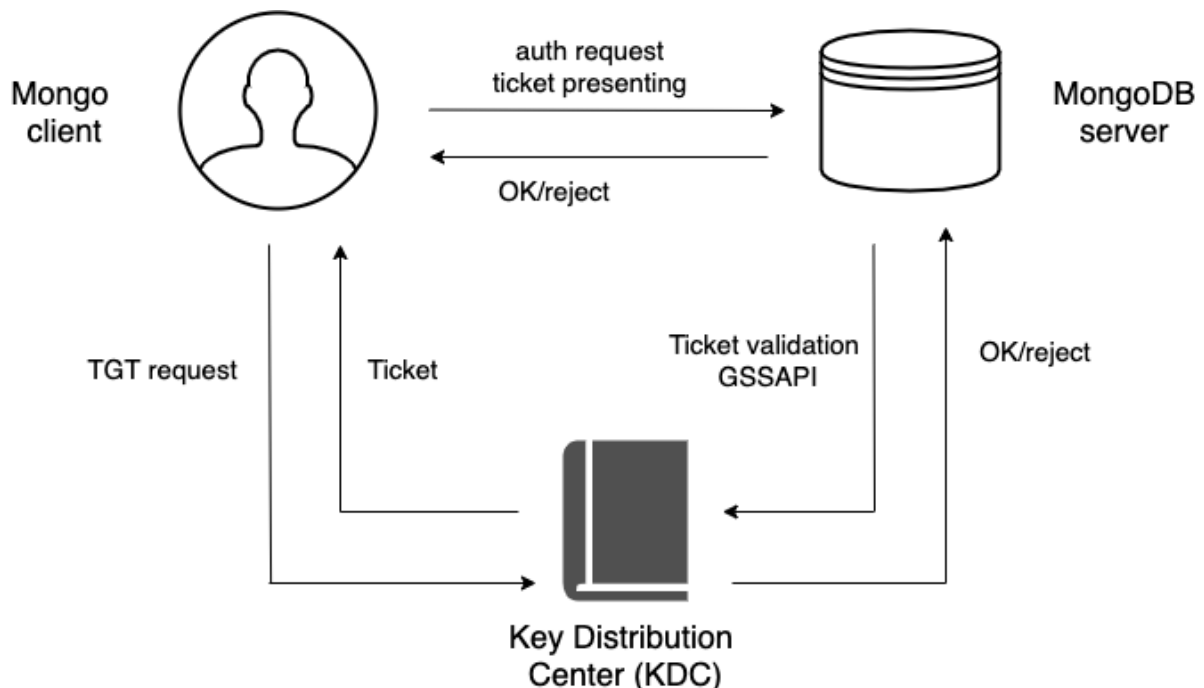 auth request
ticket presenting
Mongo
client
MongoDB
server
OK/reject
TGT request
Ticket
Ticket validation
GSSAPI
OK/reject
Key Distribution
Center (KDC)